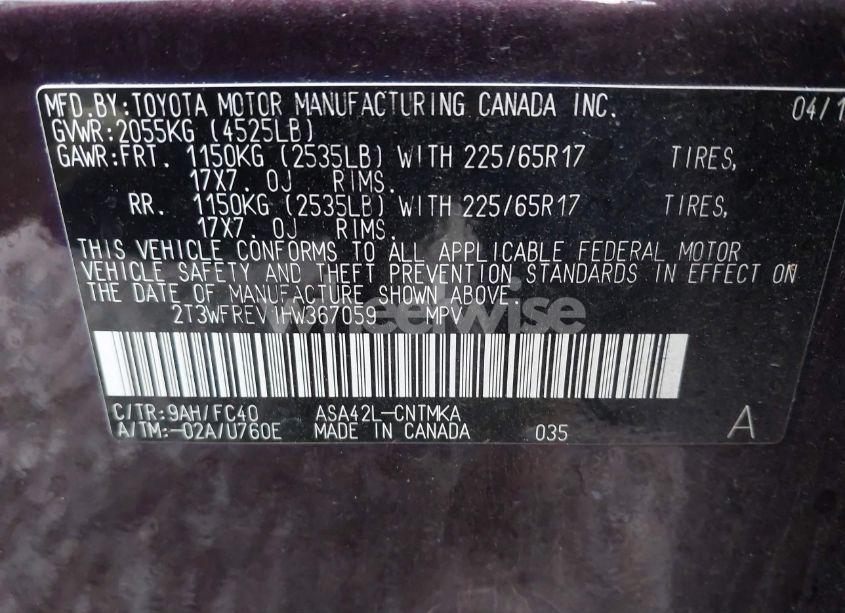 MFD.BY:TOYOTA MOTOR MANUFACTURING CANADA INC. 04/1
GVWR:2055KG (4525LB)
GAWR:FRT. 1150KG (2535LB) WITH 225/65R17 TIRES,
17X7.0J RIMS.
RR. 1150KG (2535LB) WITH 225/65R17 TIRES,
17X7.0J RIMS.
THIS VEHICLE CONFORMS TO ALL APPLICABLE FEDERAL MOTOR
VEHICLE SAFETY AND THEFT PREVENTION STANDARDS IN EFFECT ON
THE DATE OF MANUFACTURE SHOWN ABOVE.
2T3WFREV1HW367059 MPV
wheelwise
C/TR:9AH/FC40 ASA42L-CNTMKA
A/TM:-02A/U760E MADE IN CANADA 035 A